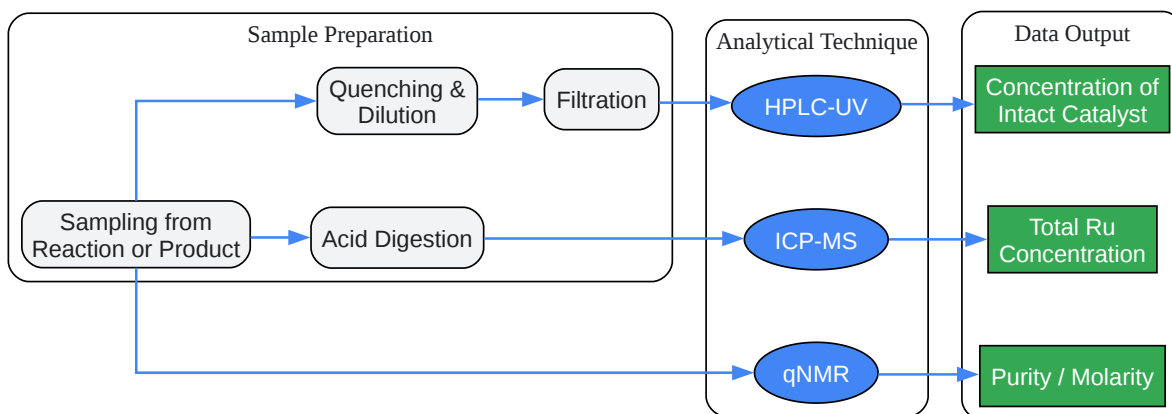 Sample Preparation
Analytical Technique
Data Output
Quenching &
Dilution
Filtration
HPLC-UV
Concentration of
Intact Catalyst
Sampling from
Reaction or Product
Acid Digestion
ICP-MS
Total Ru
Concentration
qNMR
Purity / Molarity